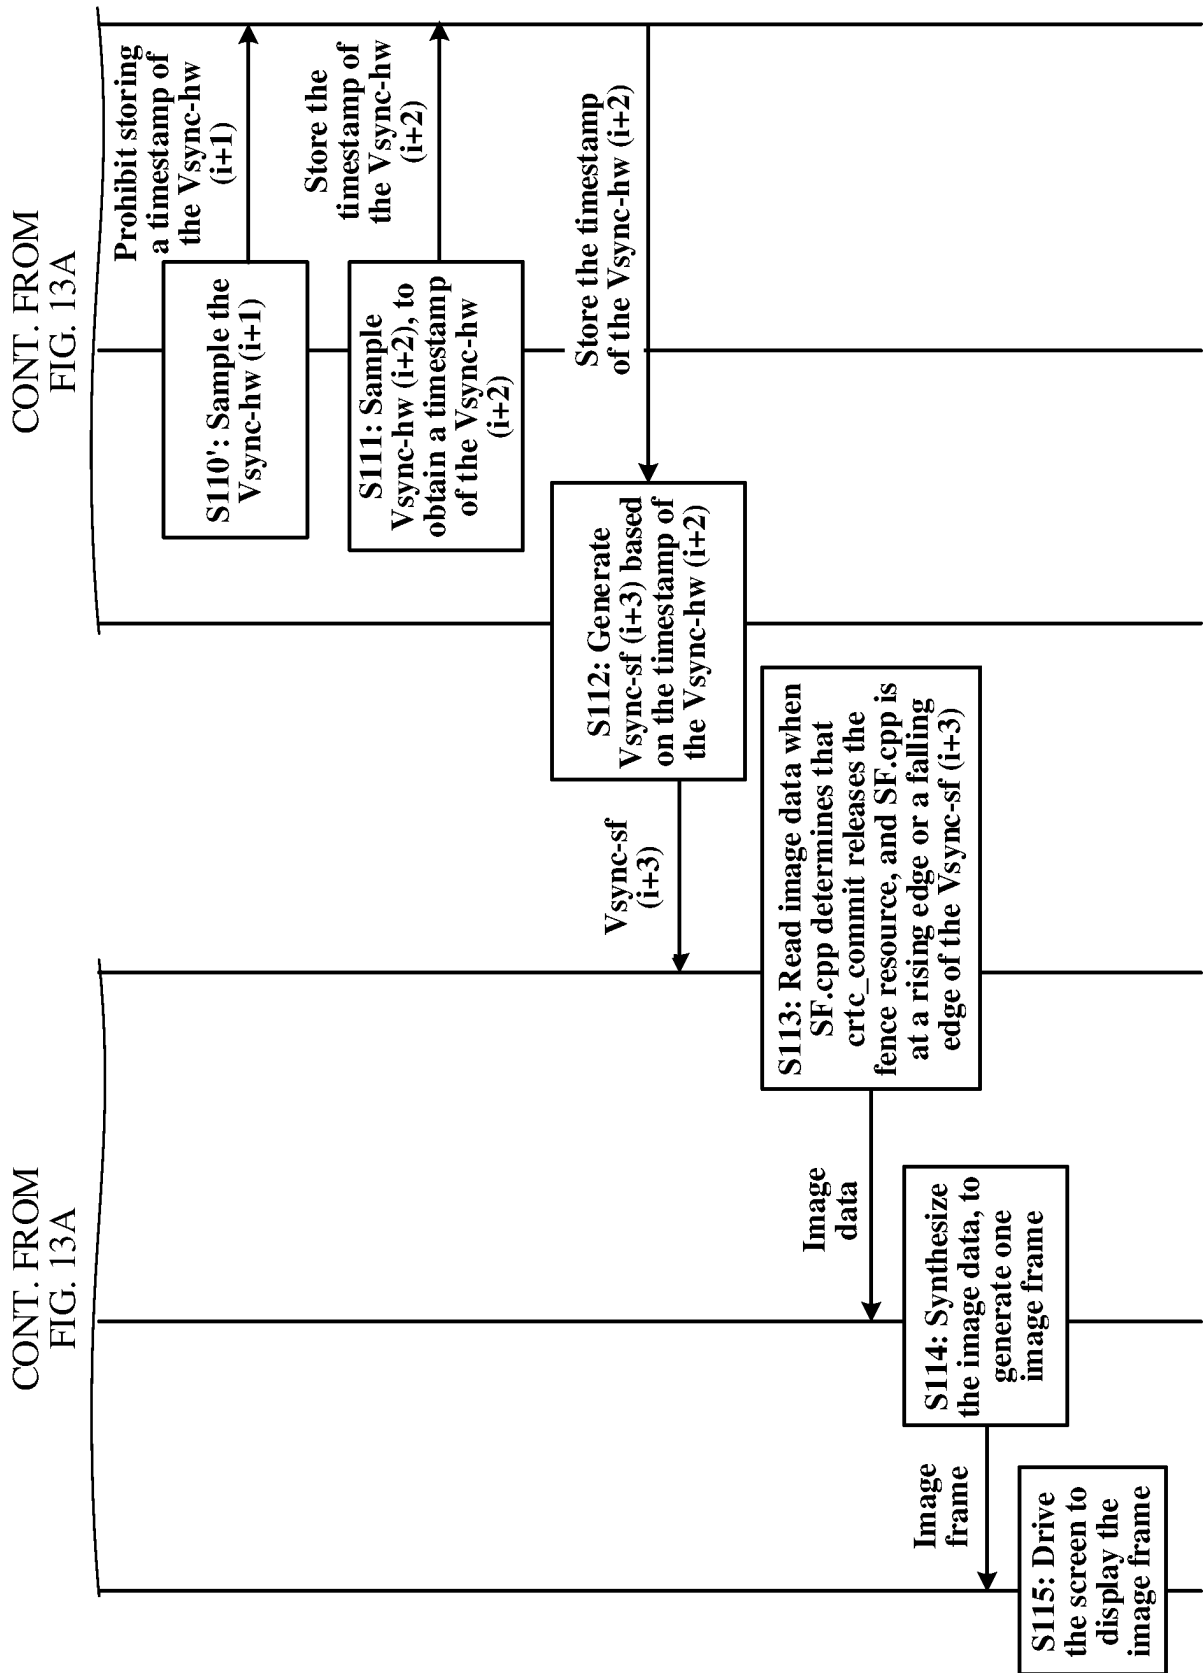 CONT. FROM
FIG. 13A
CONT. FROM
FIG. 13A
S110': Sample the
Vsync-hw (i+1)
Prohibit storing
a timestamp of
the Vsync-hw
(i+1)
S111: Sample
Vsync-hw (i+2), to
obtain a timestamp
of the Vsync-hw
(i+2)
Store the
timestamp of
the Vsync-hw
(i+2)
Store the timestamp
of the Vsync-hw (i+2)
S112: Generate
Vsync-sf (i+3) based
on the timestamp of
the Vsync-hw (i+2)
Vsync-sf
(i+3)
S113: Read image data when
SF.cpp determines that
crtc_commit releases the
fence resource, and SF.cpp is
at a rising edge or a falling
edge of the Vsync-sf (i+3)
Image
data
S114: Synthesize
the image data, to
generate one
image frame
Image
frame
S115: Drive
the screen to
display the
image frame